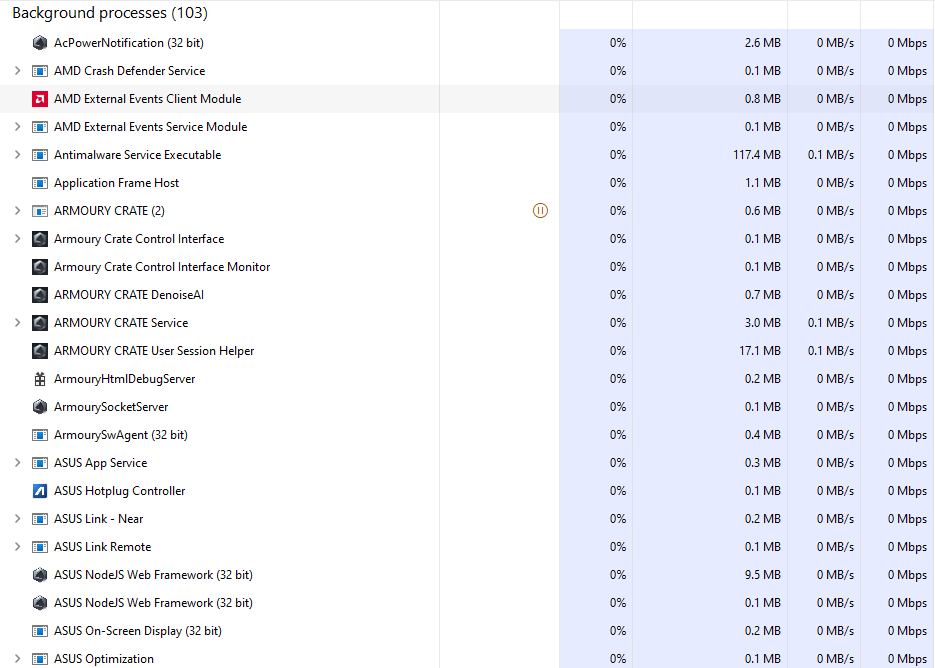 Background processes (103)
AcPowerNotification (32 bit) 0% 2.6 MB 0 MB/s 0 Mbps
AMD Crash Defender Service 0% 0.1 MB 0 MB/s 0 Mbps
AMD External Events Client Module 0% 0.8 MB 0 MB/s 0 Mbps
AMD External Events Service Module 0% 0.1 MB 0 MB/s 0 Mbps
Antimalware Service Executable 0% 117.4 MB 0.1 MB/s 0 Mbps
Application Frame Host 0% 1.1 MB 0 MB/s 0 Mbps
ARMOURY CRATE (2) 0% 0.6 MB 0 MB/s 0 Mbps
Armoury Crate Control Interface 0% 0.1 MB 0 MB/s 0 Mbps
Armoury Crate Control Interface Monitor 0% 0.1 MB 0 MB/s 0 Mbps
ARMOURY CRATE DenoiseAI 0% 0.7 MB 0 MB/s 0 Mbps
ARMOURY CRATE Service 0% 3.0 MB 0.1 MB/s 0 Mbps
ARMOURY CRATE User Session Helper 0% 17.1 MB 0.1 MB/s 0 Mbps
ArmouryHtmlDebugServer 0% 0.2 MB 0 MB/s 0 Mbps
ArmourySocketServer 0% 0.1 MB 0 MB/s 0 Mbps
ArmourySwAgent (32 bit) 0% 0.4 MB 0 MB/s 0 Mbps
ASUS App Service 0% 0.3 MB 0 MB/s 0 Mbps
ASUS Hotplug Controller 0% 0.1 MB 0 MB/s 0 Mbps
ASUS Link - Near 0% 0.2 MB 0 MB/s 0 Mbps
ASUS Link Remote 0% 0.1 MB 0 MB/s 0 Mbps
ASUS NodeJS Web Framework (32 bit) 0% 9.5 MB 0 MB/s 0 Mbps
ASUS NodeJS Web Framework (32 bit) 0% 0.1 MB 0 MB/s 0 Mbps
ASUS On-Screen Display (32 bit) 0% 0.2 MB 0 MB/s 0 Mbps
ASUS Optimization 0% 0.1 MB 0 MB/s 0 Mbps